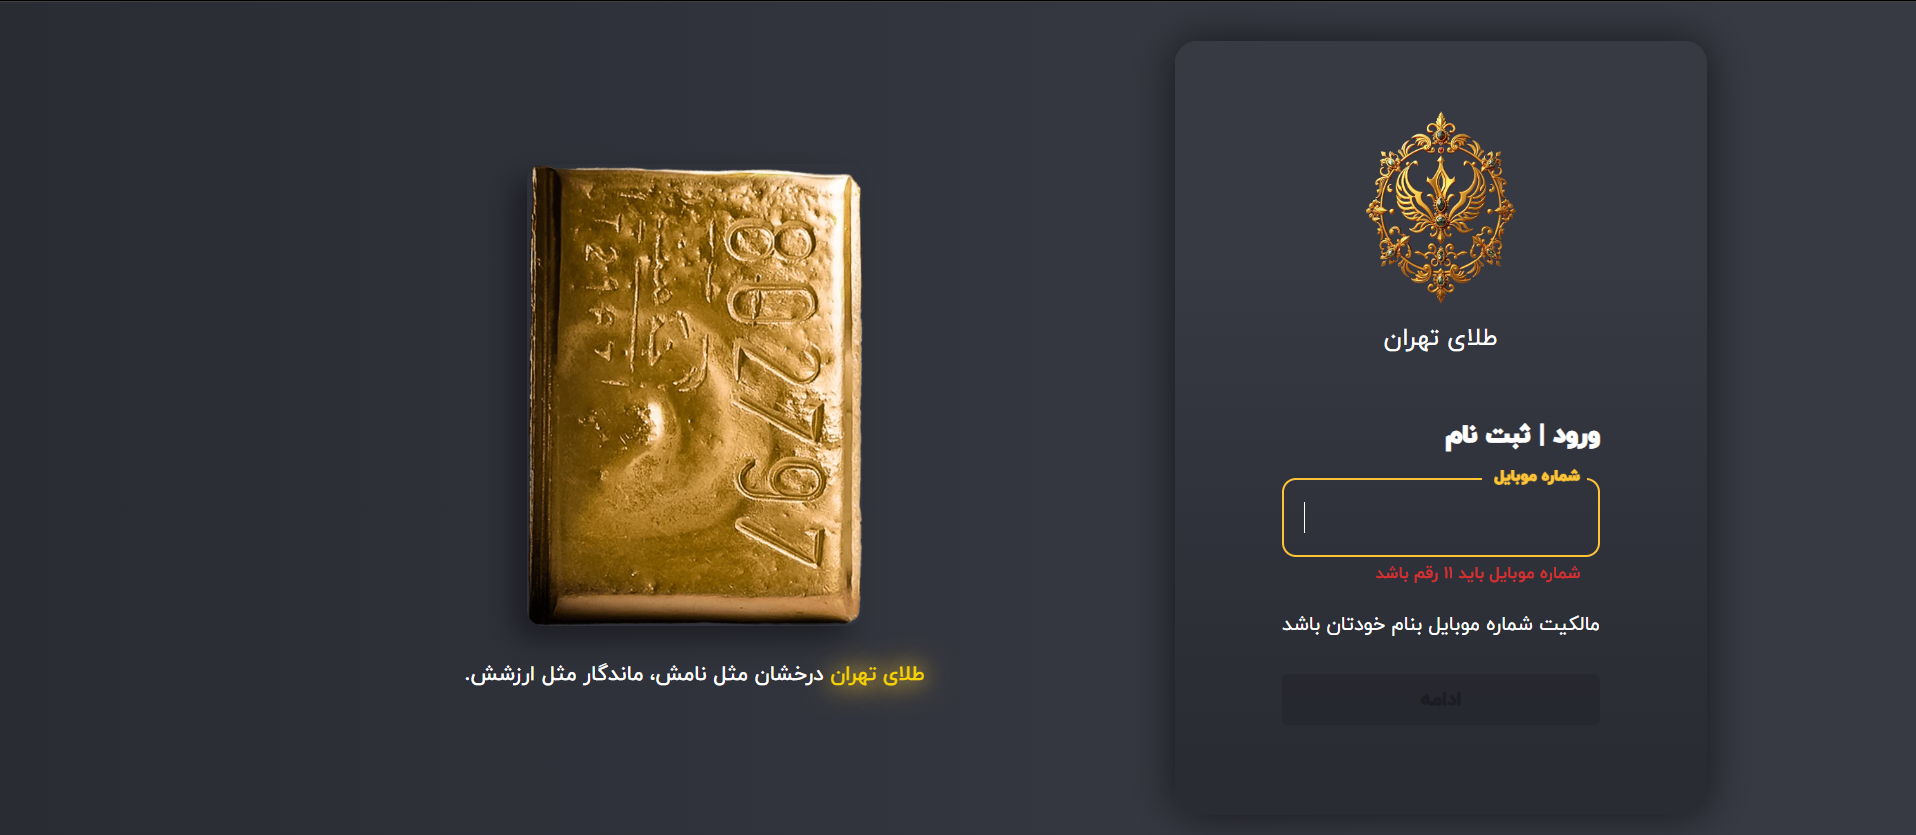 طلای تهران
ورود | ثبت نام
شماره موبایل
شماره موبایل باید ۱۱ رقم باشد
مالکیت شماره موبایل بنام خودتان باشد
ادامه
802797
طلای تهران درخشان مثل نامش، ماندگار مثل ارزشش.